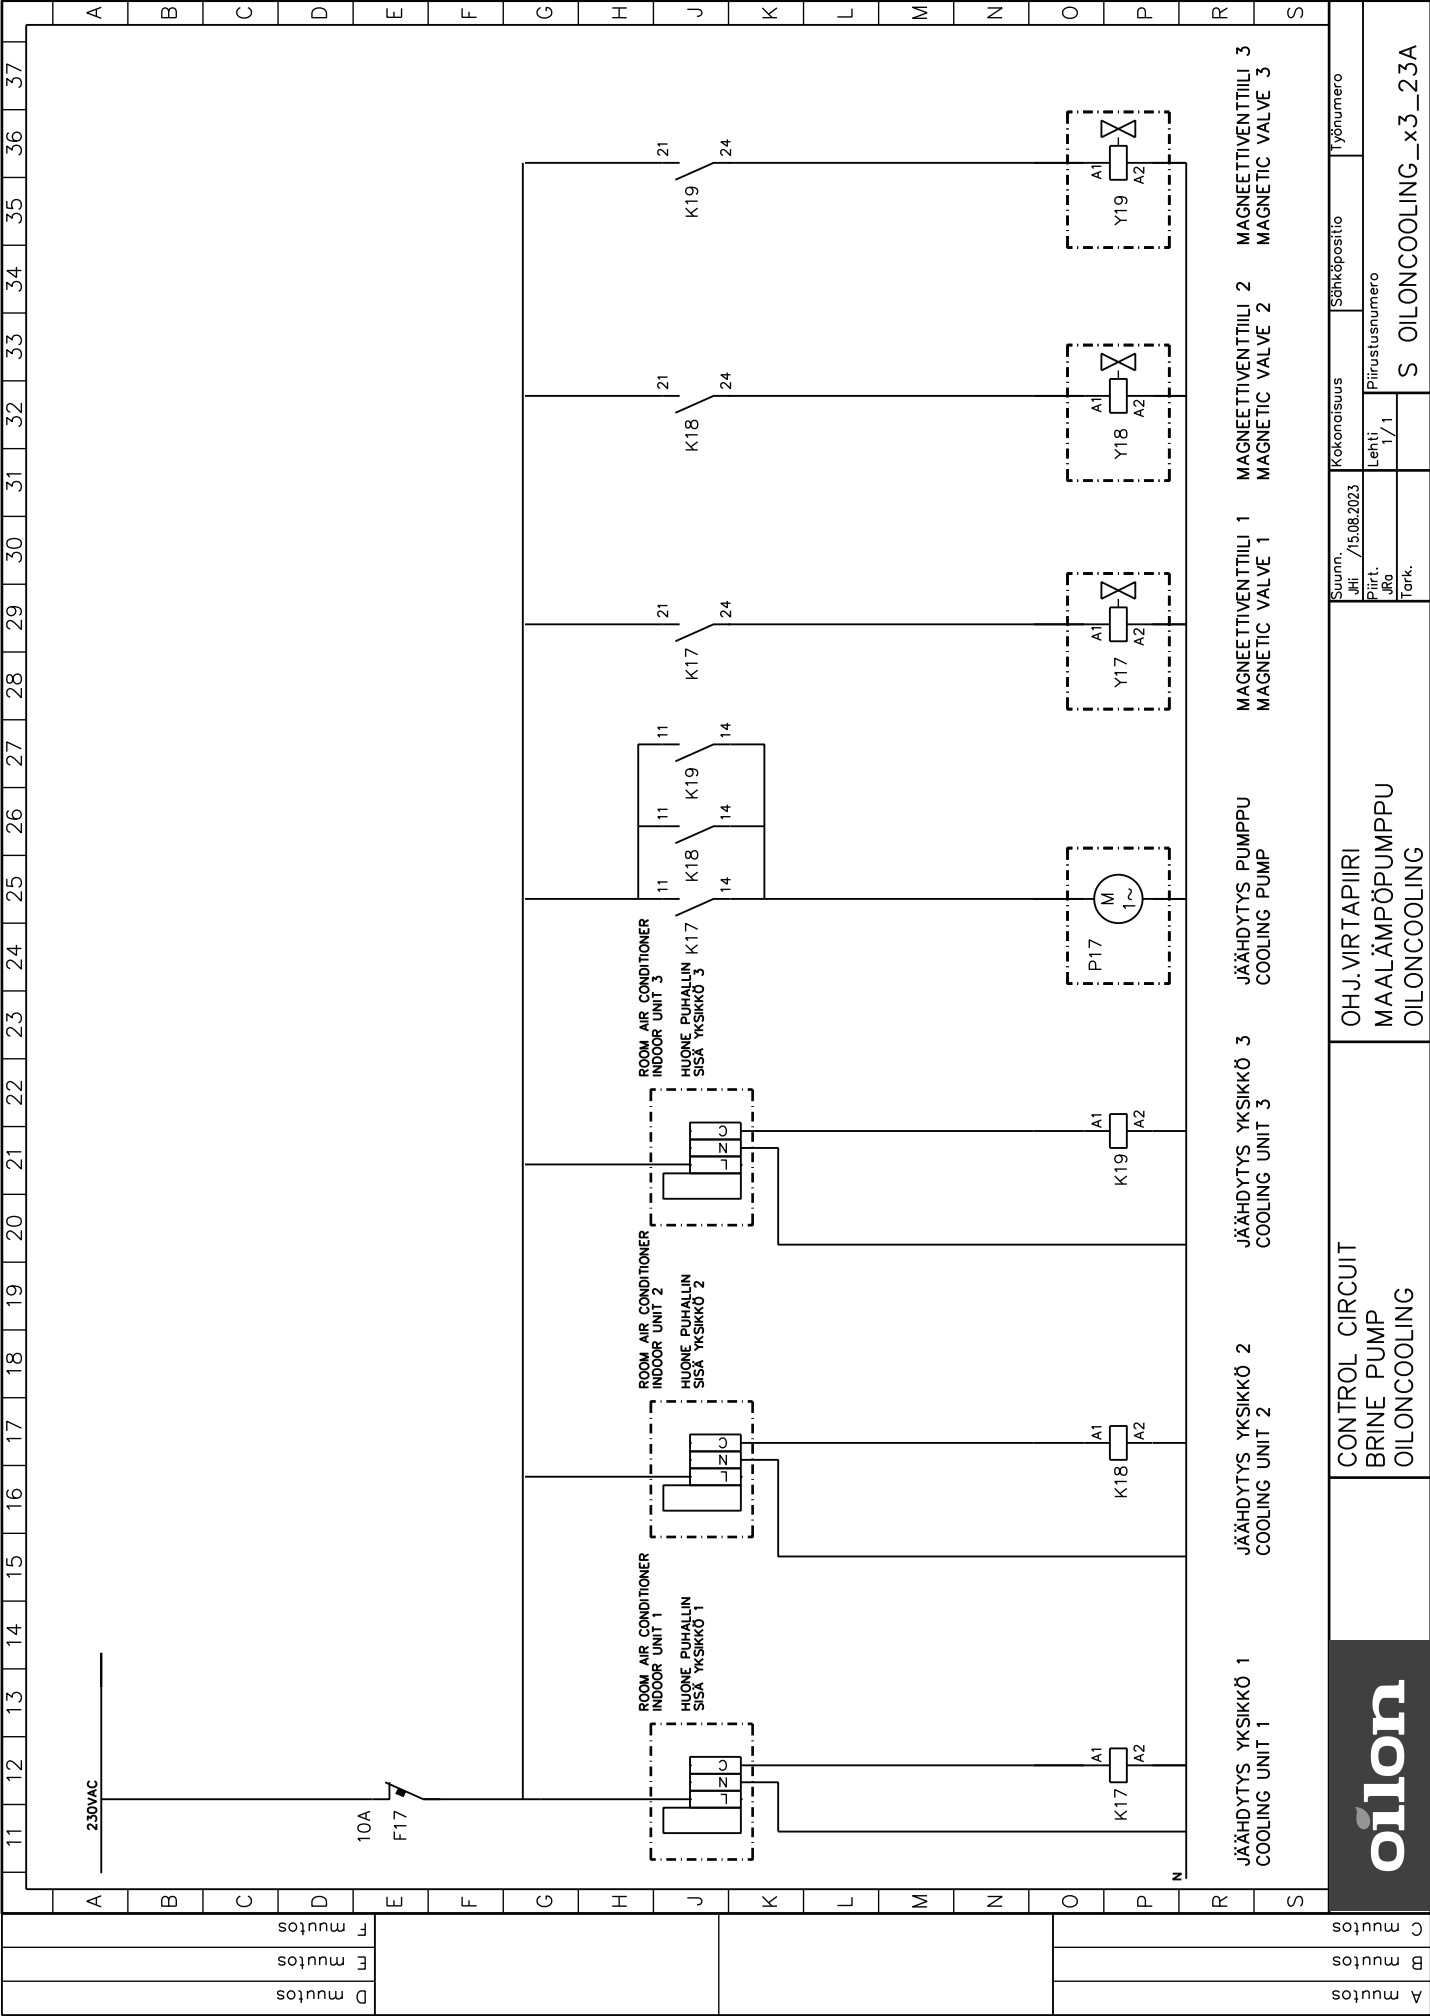 11 12 13 14 15 16 17 18 19 20 21 22 23 24 25 26 27 28 29 30 31 32 33 34 35 36 37
A A
B B
C C
D D
E E
F F
G G
H H
J J
K K
L L
M M
N N
O O
P P
R R
S S
230VAC
10A
F17
ROOM AIR CONDITIONER
INDOOR UNIT 1
HUONE PUHALLIN
SISÄ YKSIKKÖ 1
L N C
ROOM AIR CONDITIONER
INDOOR UNIT 2
HUONE PUHALLIN
SISÄ YKSIKKÖ 2
L N C
ROOM AIR CONDITIONER
INDOOR UNIT 3
HUONE PUHALLIN
SISÄ YKSIKKÖ 3
L N C
11 11 11 21 21 21
K17 K18 K19 K17 K18 K19
14 14 14 24 24 24
A1 A1 A1 A1 A1 A1
K17 K18 K19 P17 M 1~ Y17 Y18 Y19
A2 A2 A2 A2 A2 A2
N
JÄÄHDYTYS YKSIKKÖ 1
COOLING UNIT 1
JÄÄHDYTYS YKSIKKÖ 2
COOLING UNIT 2
JÄÄHDYTYS YKSIKKÖ 3
COOLING UNIT 3
JÄÄHDYTYS PUMPPU
COOLING PUMP
MAGNEETTIVENTTIILI 1
MAGNETIC VALVE 1
MAGNEETTIVENTTIILI 2
MAGNETIC VALVE 2
MAGNEETTIVENTTIILI 3
MAGNETIC VALVE 3
oilon
CONTROL CIRCUIT
BRINE PUMP
OILONCOOLING
OHJ.VIRTAPIIRI
MAALÄMPÖPUMPPU
OILONCOOLING
Suunn.
JHi /15.08.2023
Piirt.
JRa
Tark.
Kokonaisuus
Sähköpositio
Työnumero
Lehti
1/1
Piirustusnumero
S OILONCOOLING_x3_23A
A muutos
B muutos
C muutos
D muutos
E muutos
F muutos